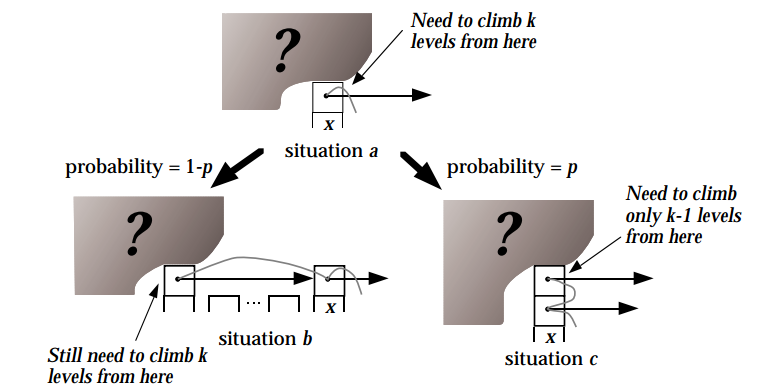 ?
Need to climb k
levels from here
x
situation a
probability = 1-p
probability = p
?
?
Need to climb
only k-1 levels
from here
...
x
x
situation b
situation c
Still need to climb k
levels from here